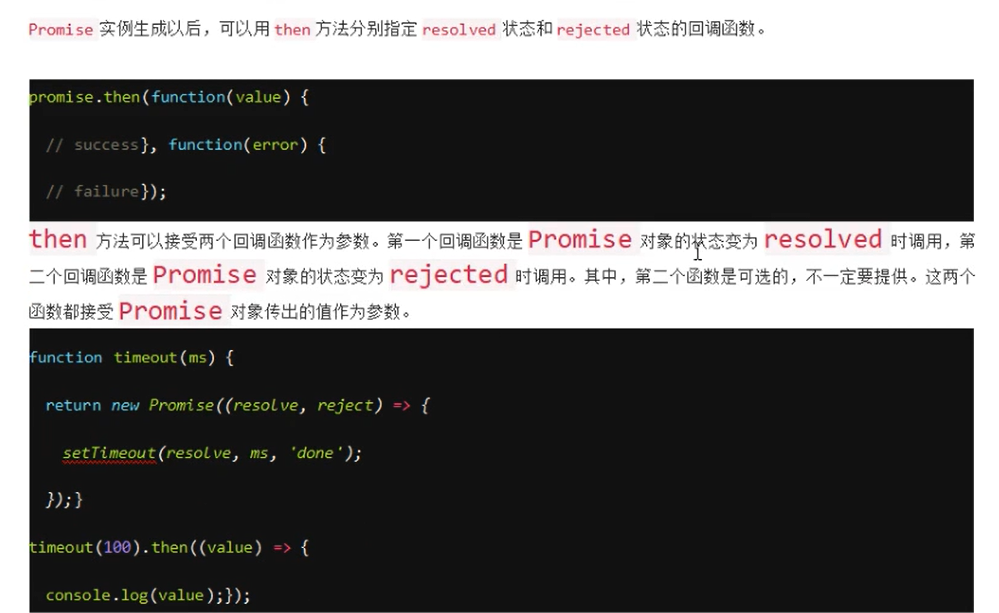 Promise 实例生成以后，可以用 then 方法分别指定 resolved 状态和 rejected 状态的回调函数。
promise.then(function(value) {
// success}, function(error) {
// failure});
then 方法可以接受两个回调函数作为参数。第一个回调函数是 Promise 对象的状态变为 resolved 时调用，第
二个回调函数是 Promise 对象的状态变为 rejected 时调用。其中，第二个函数是可选的，不一定要提供。这两个
函数都接受 Promise 对象传出的值作为参数。
function timeout(ms) {
return new Promise((resolve, reject) => {
setTimeout(resolve, ms, 'done');
});}
timeout(100).then((value) => {
console.log(value);});